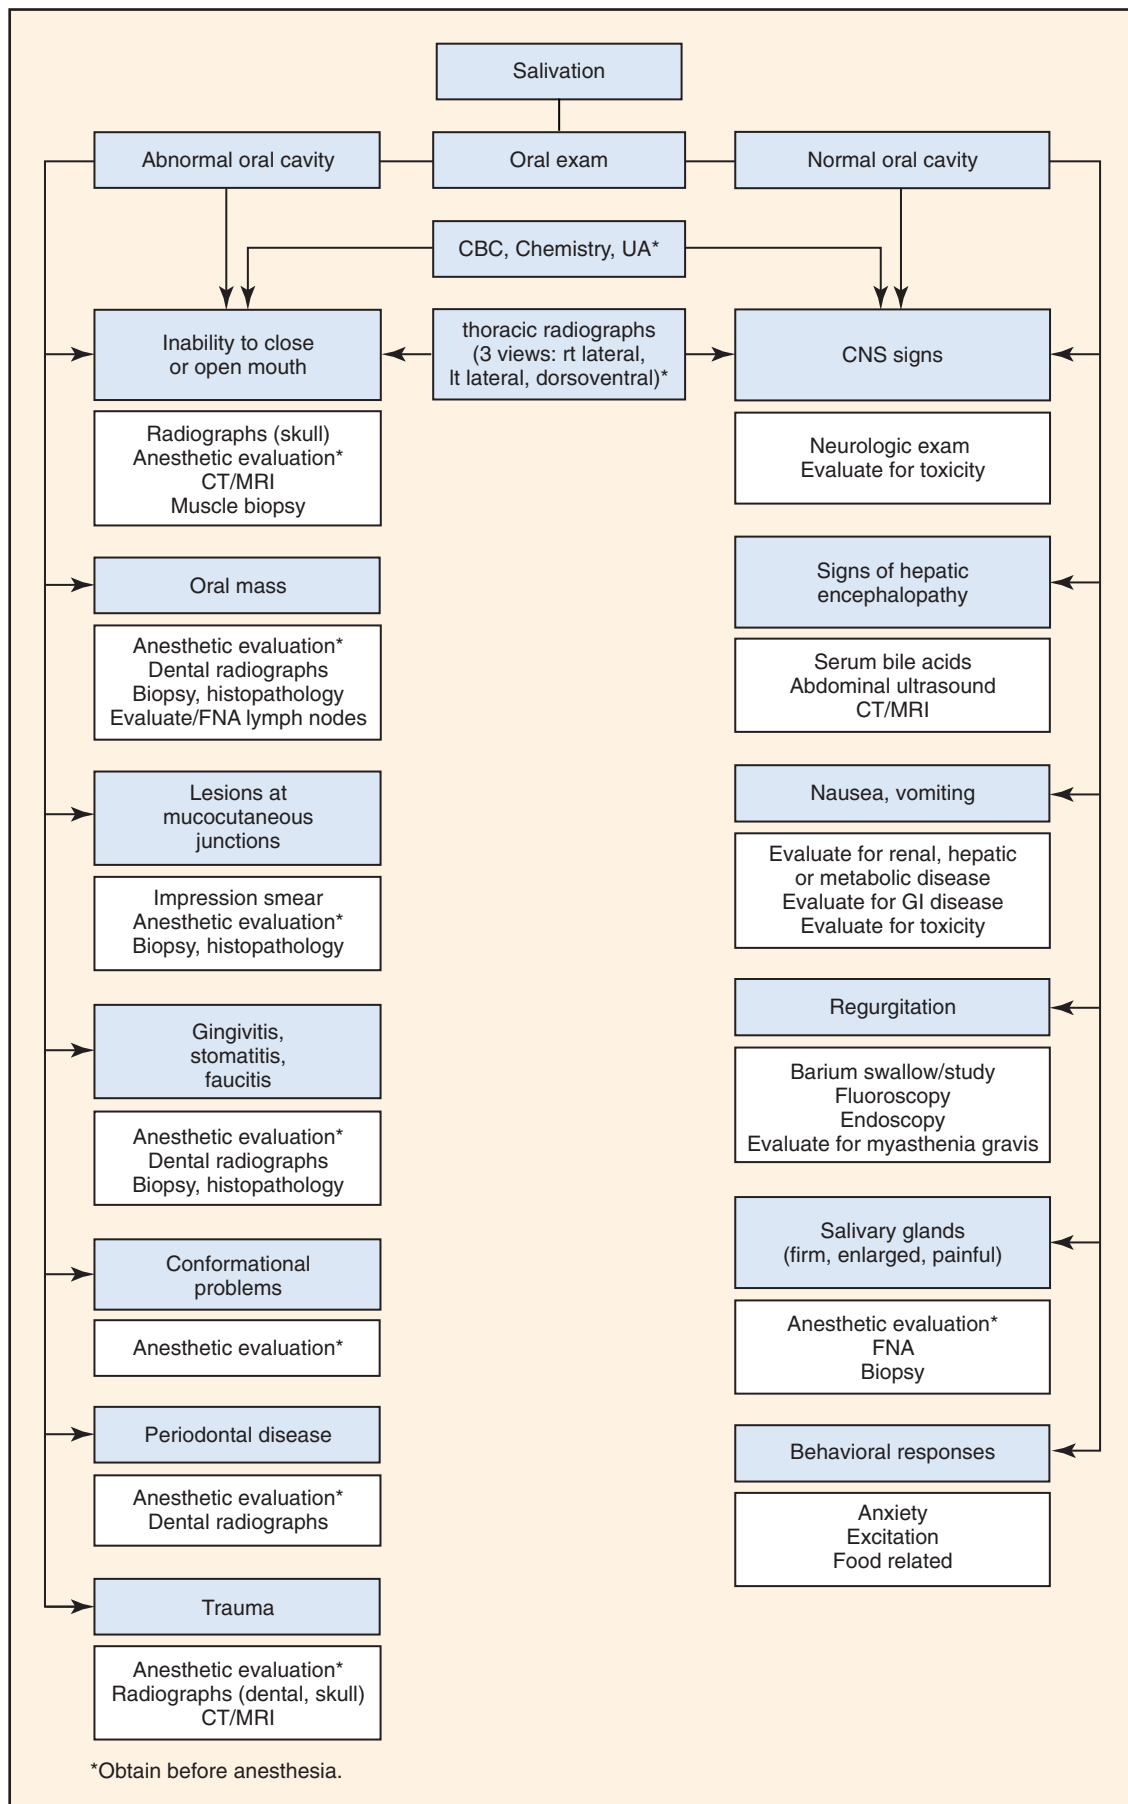 Salivation
Abnormal oral cavity
Oral exam
Normal oral cavity
CBC, Chemistry, UA*
thoracic radiographs
(3 views: rt lateral,
lt lateral, dorsoventral)*
Inability to close
or open mouth
Radiographs (skull)
Anesthetic evaluation*
CT/MRI
Muscle biopsy
Oral mass
Anesthetic evaluation*
Dental radiographs
Biopsy, histopathology
Evaluate/FNA lymph nodes
Lesions at
mucocutaneous
junctions
Impression smear
Anesthetic evaluation*
Biopsy, histopathology
Gingivitis,
stomatitis,
faucitis
Anesthetic evaluation*
Dental radiographs
Biopsy, histopathology
Conformational
problems
Anesthetic evaluation*
Periodontal disease
Anesthetic evaluation*
Dental radiographs
Trauma
Anesthetic evaluation*
Radiographs (dental, skull)
CT/MRI
CNS signs
Neurologic exam
Evaluate for toxicity
Signs of hepatic
encephalopathy
Serum bile acids
Abdominal ultrasound
CT/MRI
Nausea, vomiting
Evaluate for renal, hepatic
or metabolic disease
Evaluate for GI disease
Evaluate for toxicity
Regurgitation
Barium swallow/study
Fluoroscopy
Endoscopy
Evaluate for myasthenia gravis
Salivary glands
(firm, enlarged, painful)
Anesthetic evaluation*
FNA
Biopsy
Behavioral responses
Anxiety
Excitation
Food related
*Obtain before anesthesia.